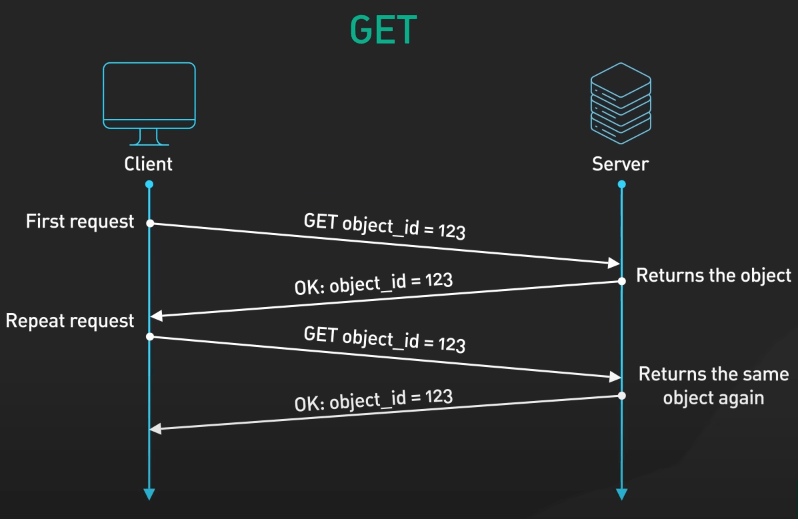 GET
Client
Server
First request
GET object_id = 123
Returns the object
OK: object_id = 123
Repeat request
GET object_id = 123
Returns the same
object again
OK: object_id = 123